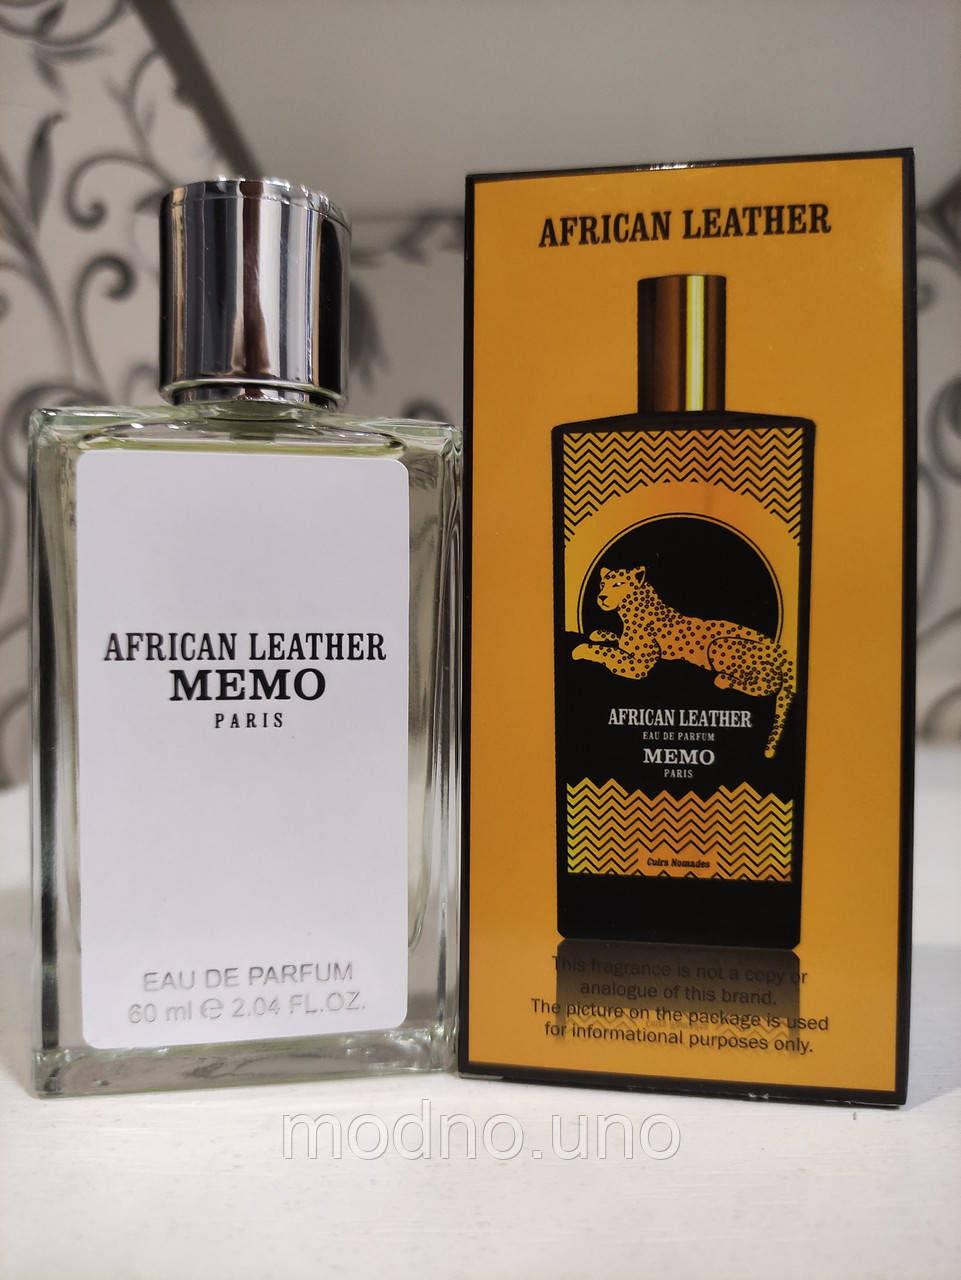 AFRICAN LEATHER
MEMO
PARIS
EAU DE PARFUM
60 ml ℮ 2.04 FL.OZ.
AFRICAN LEATHER
AFRICAN LEATHER
EAU DE PARFUM
MEMO
PARIS
Cuirs Nomades
This fragrance is not a copy or
analogue of this brand.
The picture on the package is used
for informational purposes only.
modno.uno